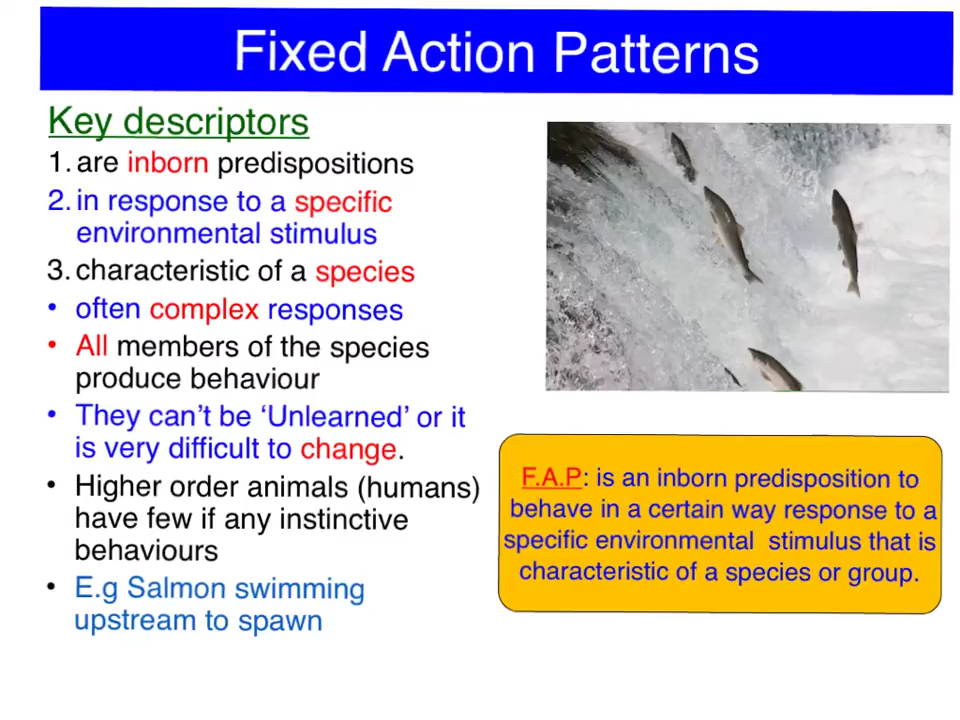 Fixed Action Patterns
Key descriptors
1. are inborn predispositions
2. in response to a specific
environmental stimulus
3. characteristic of a species
• often complex responses
• All members of the species
produce behaviour
• They can't be ‘Unlearned’ or it
is very difficult to change.
• Higher order animals (humans)
have few if any instinctive
behaviours
• E.g Salmon swimming
upstream to spawn
F.A.P: is an inborn predisposition to
behave in a certain way response to a
specific environmental stimulus that is
characteristic of a species or group.